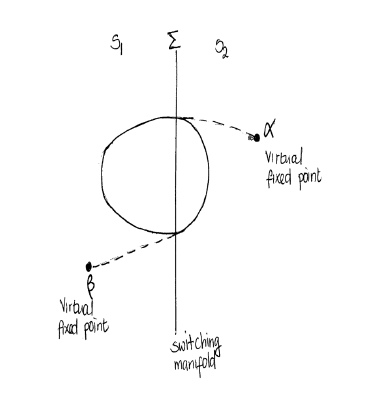 S1 Σ S2
α
Virtual
fixed point
β
Virtual
fixed point
switching
manifold